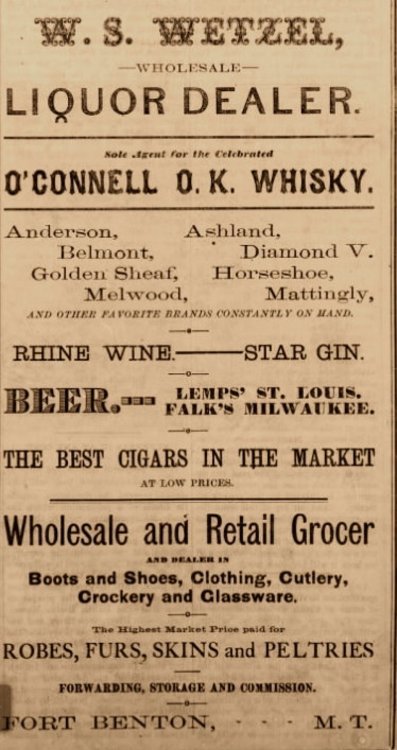 W. S. WETZEL,
—WHOLESALE—
LIQUOR DEALER.
Sole Agent for the Celebrated
O'CONNELL O. K. WHISKY.
Anderson, Ashland,
Belmont, Diamond V.
Golden Sheaf, Horseshoe,
Melwood, Mattingly,
AND OTHER FAVORITE BRANDS CONSTANTLY ON HAND.
RHINE WINE.———STAR GIN.
BEER. LEMPS' ST. LOUIS.
FALK'S MILWAUKEE.
THE BEST CIGARS IN THE MARKET
AT LOW PRICES.
Wholesale and Retail Grocer
AND DEALER IN
Boots and Shoes, Clothing, Cutlery,
Crockery and Glassware.
The Highest Market Price paid for
ROBES, FURS, SKINS and PELTRIES
FORWARDING, STORAGE AND COMMISSION.
FORT BENTON, - - - M. T.